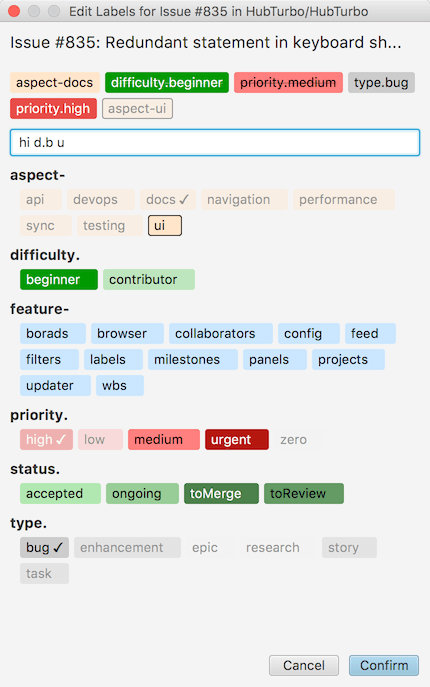 Edit Labels for Issue #835 in HubTurbo/HubTurbo
Issue #835: Redundant statement in keyboard sh...
aspect-docs difficulty.beginner priority.medium type.bug
priority.high aspect-ui
hi d.b u
aspect-
api devops docs ✓ navigation performance
sync testing ui
difficulty.
beginner contributor
feature-
borads browser collaborators config feed
filters labels milestones panels projects
updater wbs
priority.
high ✓ low medium urgent zero
status.
accepted ongoing toMerge toReview
type.
bug ✓ enhancement epic research story
task
Cancel Confirm